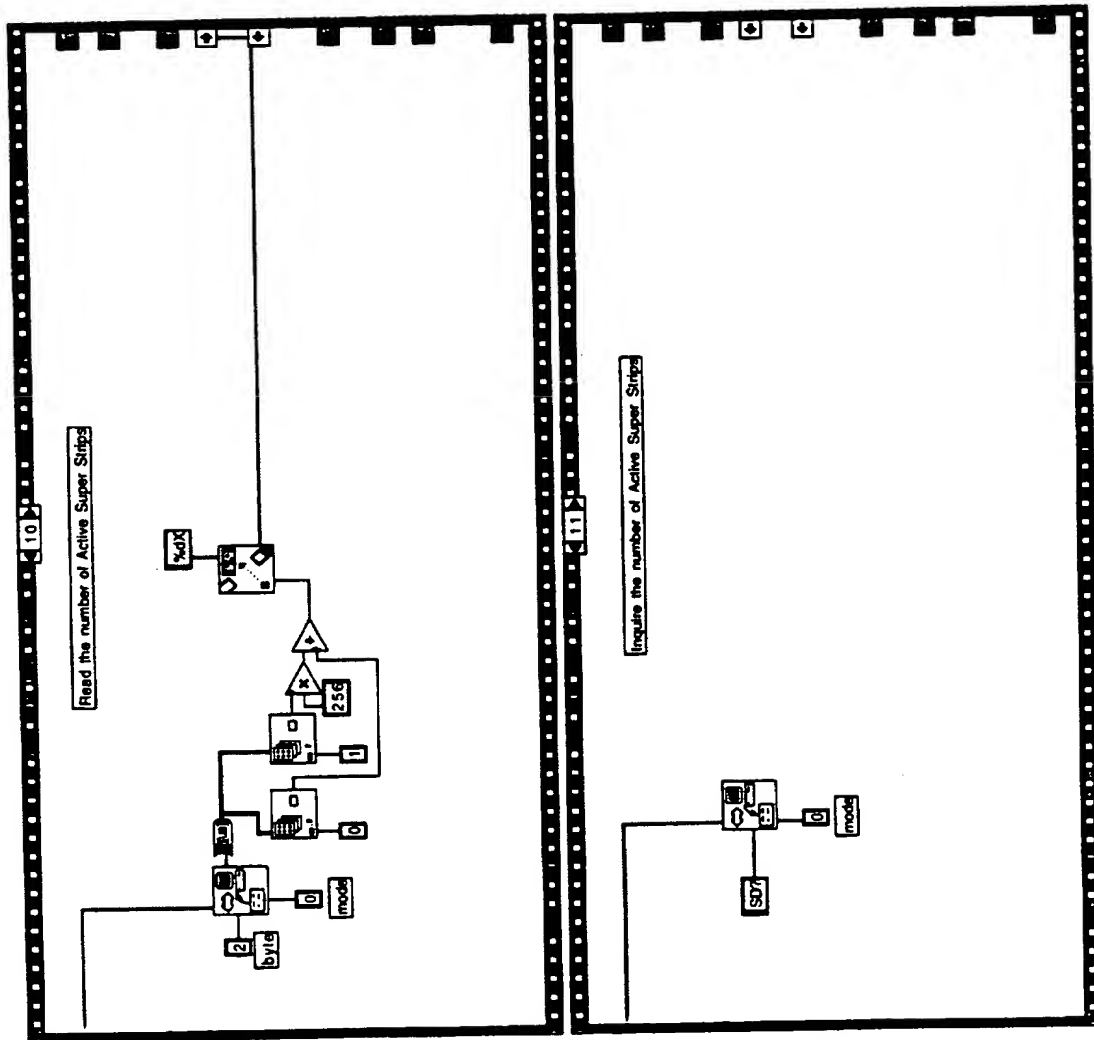 10
Read the number of Active Super Strips
%dX
+
x
256
1
0
0
mode
2
byte
11
Inquire the number of Active Super Strips
SD?
0
mode